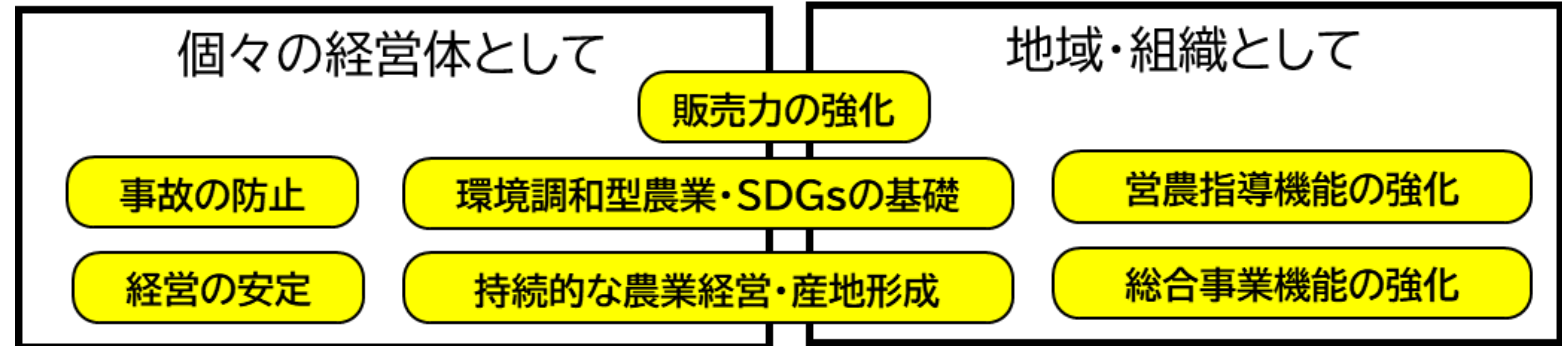 個々の経営体として
地域・組織として
販売力の強化
事故の防止
環境調和型農業・SDGsの基礎
営農指導機能の強化
経営の安定
持続的な農業経営・産地形成
総合事業機能の強化